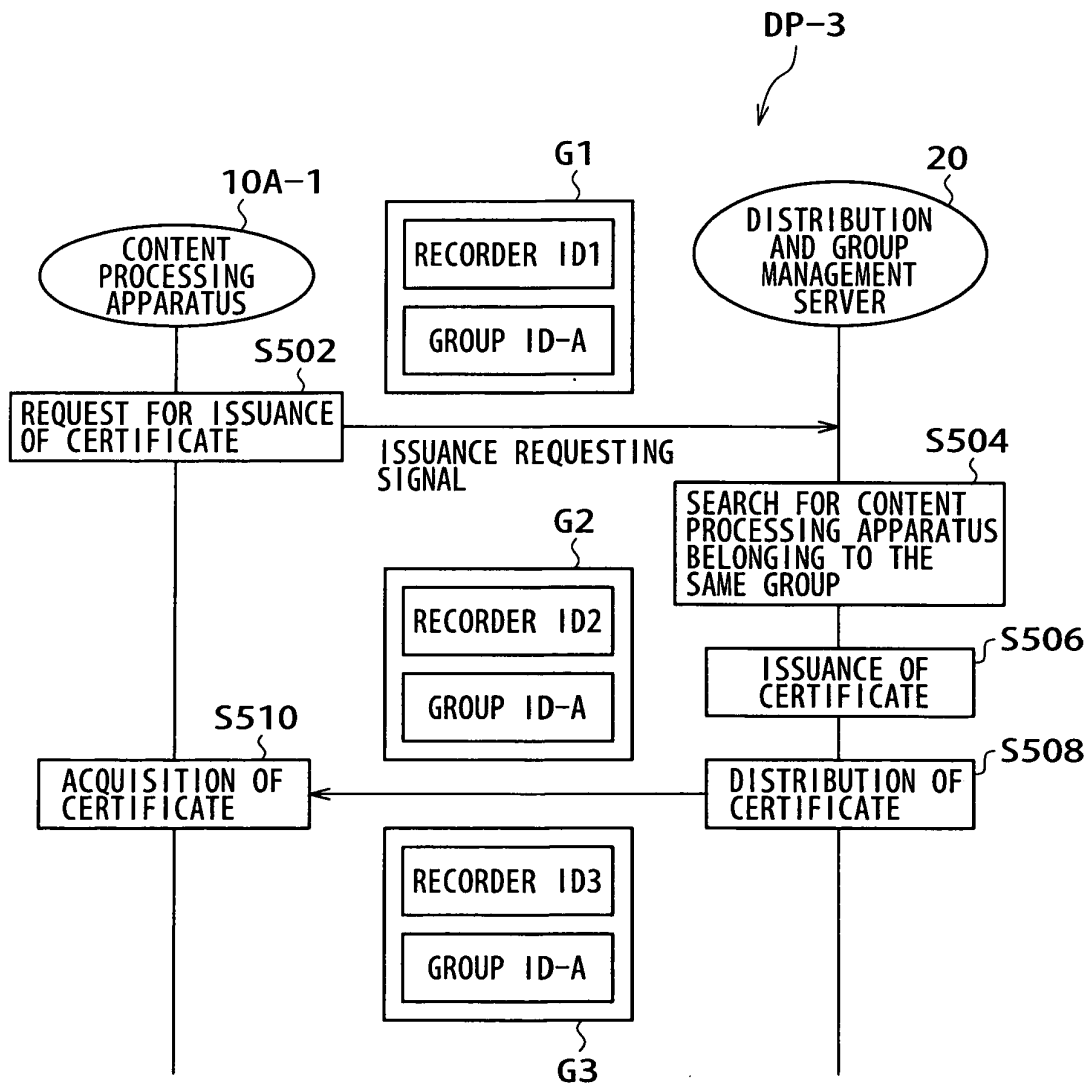 DP-3
G1
10A-1
20
CONTENT
PROCESSING
APPARATUS
RECORDER ID1
GROUP ID-A
DISTRIBUTION
AND GROUP
MANAGEMENT
SERVER
S502
REQUEST FOR ISSUANCE
OF CERTIFICATE
ISSUANCE REQUESTING
SIGNAL
S504
SEARCH FOR CONTENT
PROCESSING APPARATUS
BELONGING TO THE
SAME GROUP
G2
RECORDER ID2
GROUP ID-A
S506
ISSUANCE OF
CERTIFICATE
S510
ACQUISITION OF
CERTIFICATE
S508
DISTRIBUTION OF
CERTIFICATE
RECORDER ID3
GROUP ID-A
G3